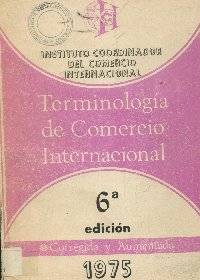 INSTITUTO COORDINADOR
DEL COMERCIO
INTERNACIONAL
Terminología
de Comercio
Internacional
6ª
edición
Corregida y Aumentada
1975